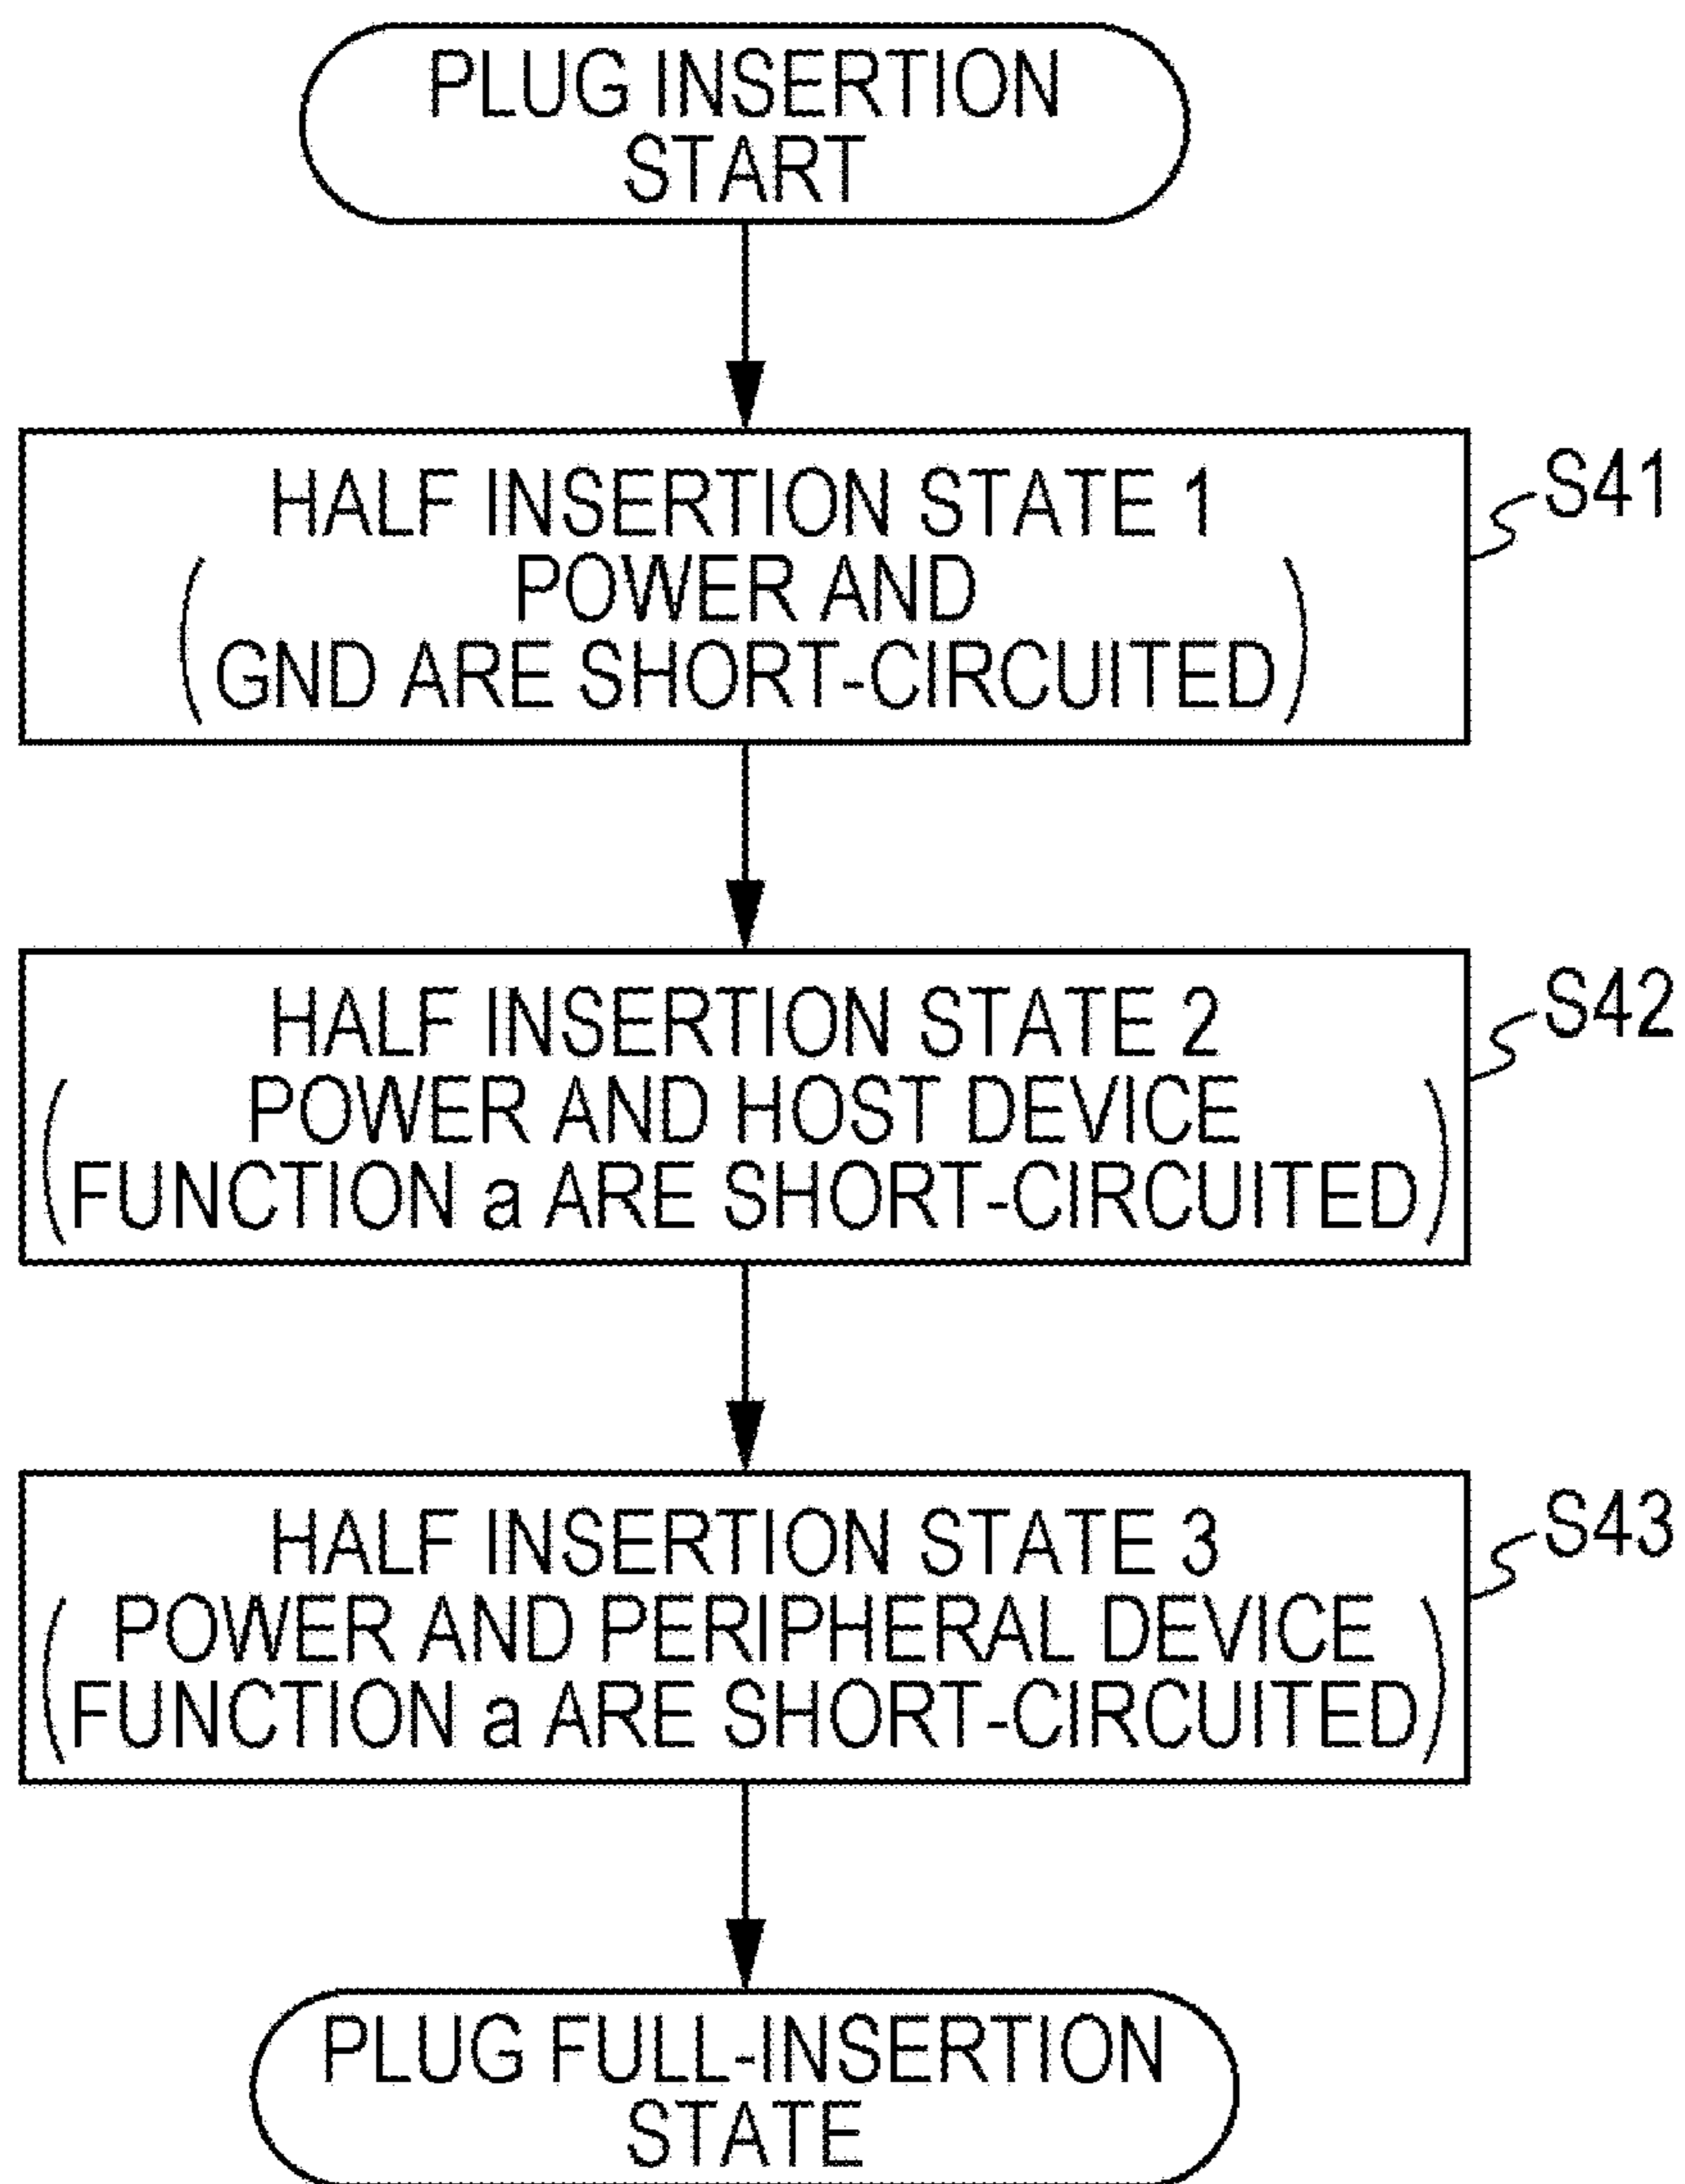 PLUG INSERTION
START
HALF INSERTION STATE 1
POWER AND
GND ARE SHORT-CIRCUITED
S41
HALF INSERTION STATE 2
POWER AND HOST DEVICE
FUNCTION a ARE SHORT-CIRCUITED
S42
HALF INSERTION STATE 3
POWER AND PERIPHERAL DEVICE
FUNCTION a ARE SHORT-CIRCUITED
S43
PLUG FULL-INSERTION
STATE